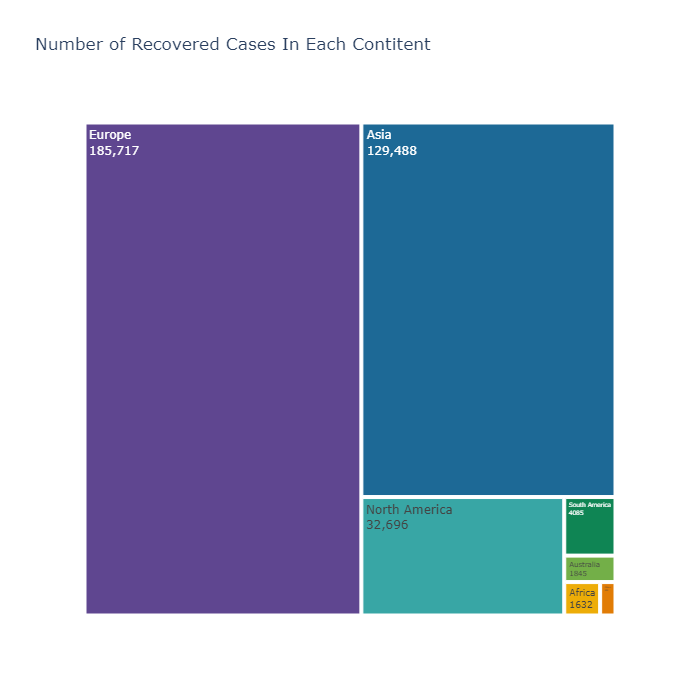 Number of Recovered Cases In Each Contitent
Europe
185,717
Asia
129,488
North America
32,696
South America
4085
Australia
1845
Africa
1632